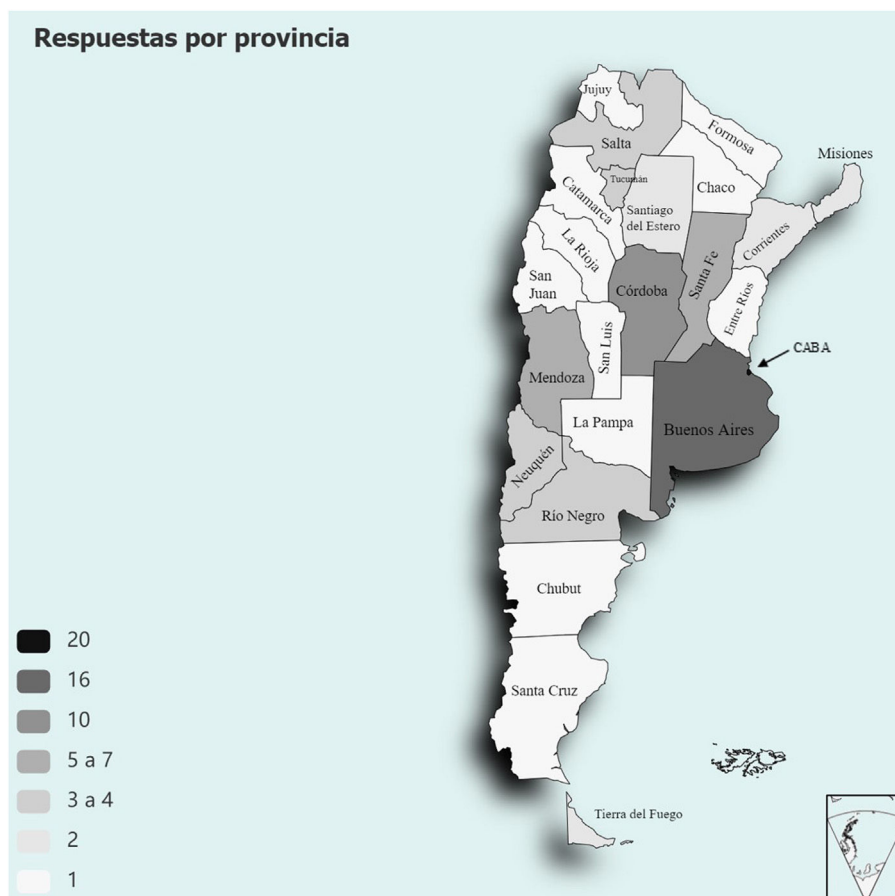 Respuestas por provincia
Jujuy
Formosa
Salta
Misiones
Tucumán
Catamarca
Chaco
Santiago
del Estero
Corrientes
La Rioja
Santa Fe
San
Juan
Córdoba
Entre Rios
San Luis
CABA
Mendoza
La Pampa
Buenos Aires
Neuquén
Río Negro
Chubut
20
16
Santa Cruz
10
5 a 7
3 a 4
Tierra del Fuego
2
1